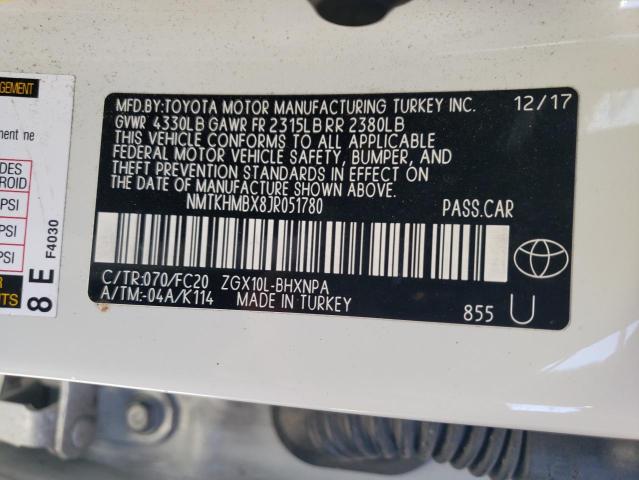 MFD.BY:TOYOTA MOTOR MANUFACTURING TURKEY INC. 12/17
GVWR 4330LB GAWR FR 2315LB RR 2380LB
THIS VEHICLE CONFORMS TO ALL APPLICABLE
FEDERAL MOTOR VEHICLE SAFETY, BUMPER, AND
THEFT PREVENTION STANDARDS IN EFFECT ON
THE DATE OF MANUFACTURE SHOWN ABOVE.
NMTKHMBX8JR051780 PASS.CAR
C/TR:070/FC20 ZGX10L-BHXNPA
A/TM:-04A/K114 MADE IN TURKEY
855 U
ment ne
PSI
PSI
8 E F4030